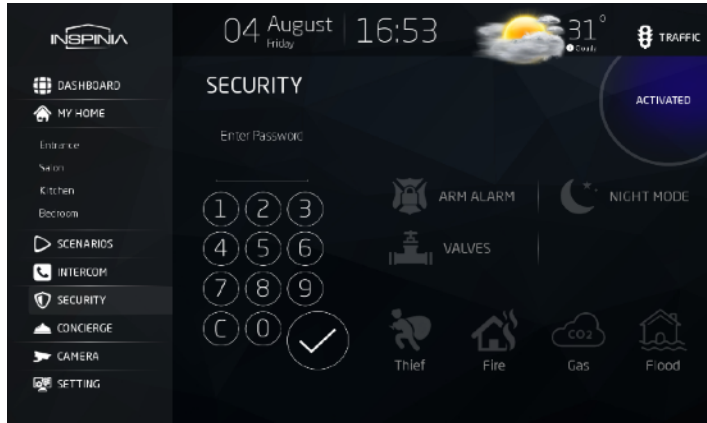 INSPINIA
04 August
Friday
16:53
31°
Cloudy
TRAFFIC
DASHBOARD
MY HOME
Entrance
Salon
Kitchen
Bedroom
SCENARIOS
INTERCOM
SECURITY
CONCIERGE
CAMERA
SETTING
SECURITY
ACTIVATED
Enter Password
1 2 3
4 5 6
7 8 9
C 0
ARM ALARM
NIGHT MODE
VALVES
CO2
Thief
Fire
Gas
Flood